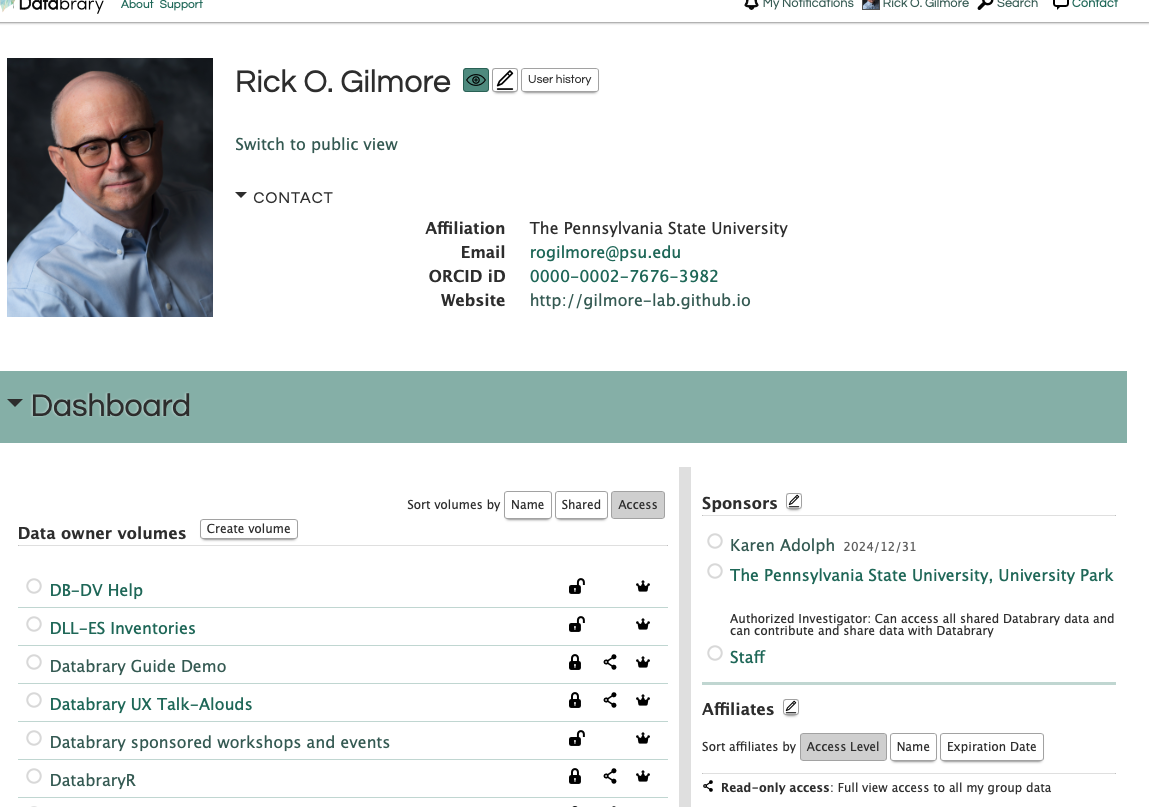 Databrary About Support My Notifications Rick O. Gilmore Search Contact
Rick O. Gilmore User history
Switch to public view
CONTACT
Affiliation The Pennsylvania State University
Email rogilmore@psu.edu
ORCID iD 0000-0002-7676-3982
Website http://gilmore-lab.github.io
Dashboard
Sort volumes by Name Shared Access
Data owner volumes Create volume
DB-DV Help
DLL-ES Inventories
Databrary Guide Demo
Databrary UX Talk-Alouds
Databrary sponsored workshops and events
DatabraryR
Sponsors
Karen Adolph 2024/12/31
The Pennsylvania State University, University Park
Authorized Investigator: Can access all shared Databrary data and
can contribute and share data with Databrary
Staff
Affiliates
Sort affiliates by Access Level Name Expiration Date
Read-only access: Full view access to all my group data